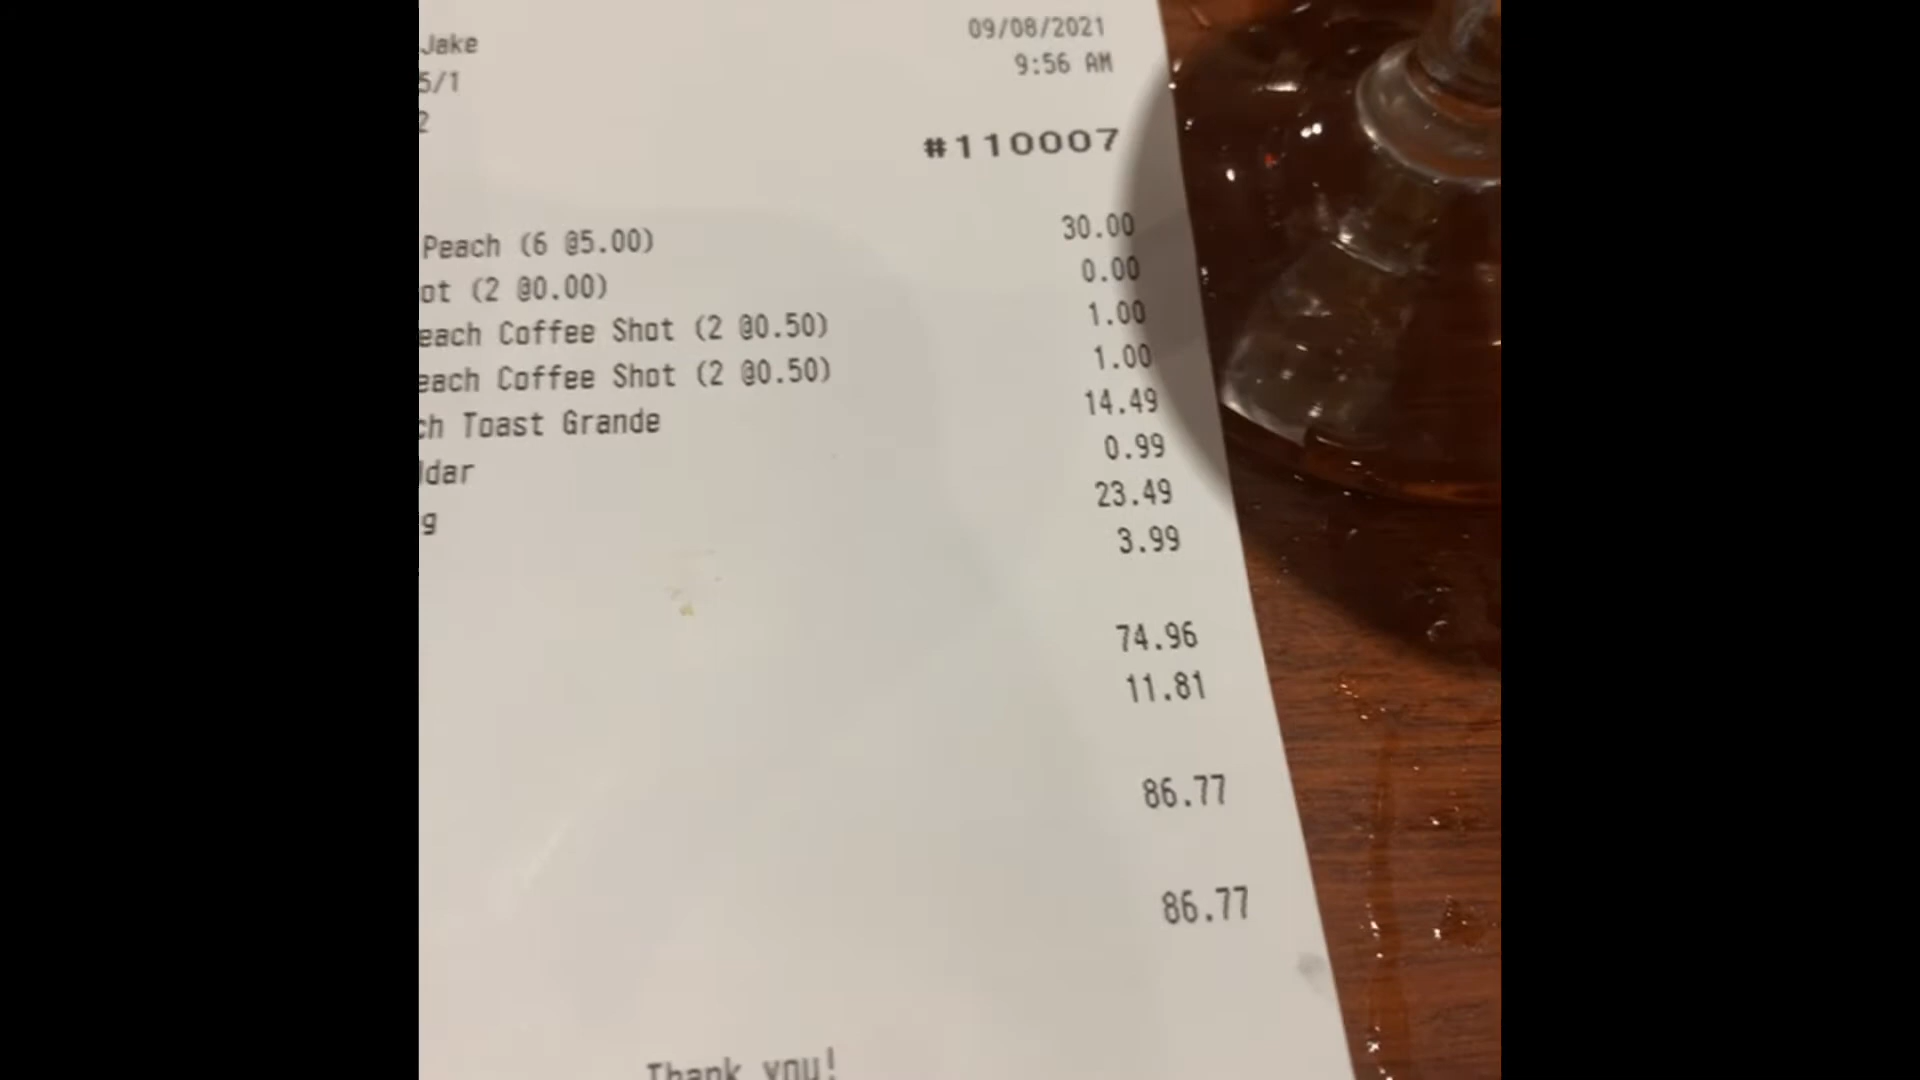 Jake 09/08/2021
5/1 9:56 AM
2
#110007
Peach (6 @5.00) 30.00
ot (2 @0.00) 0.00
each Coffee Shot (2 @0.50) 1.00
each Coffee Shot (2 @0.50) 1.00
ch Toast Grande 14.49
ddar 0.99
g 23.49
3.99
74.96
11.81
86.77
86.77
Thank you!